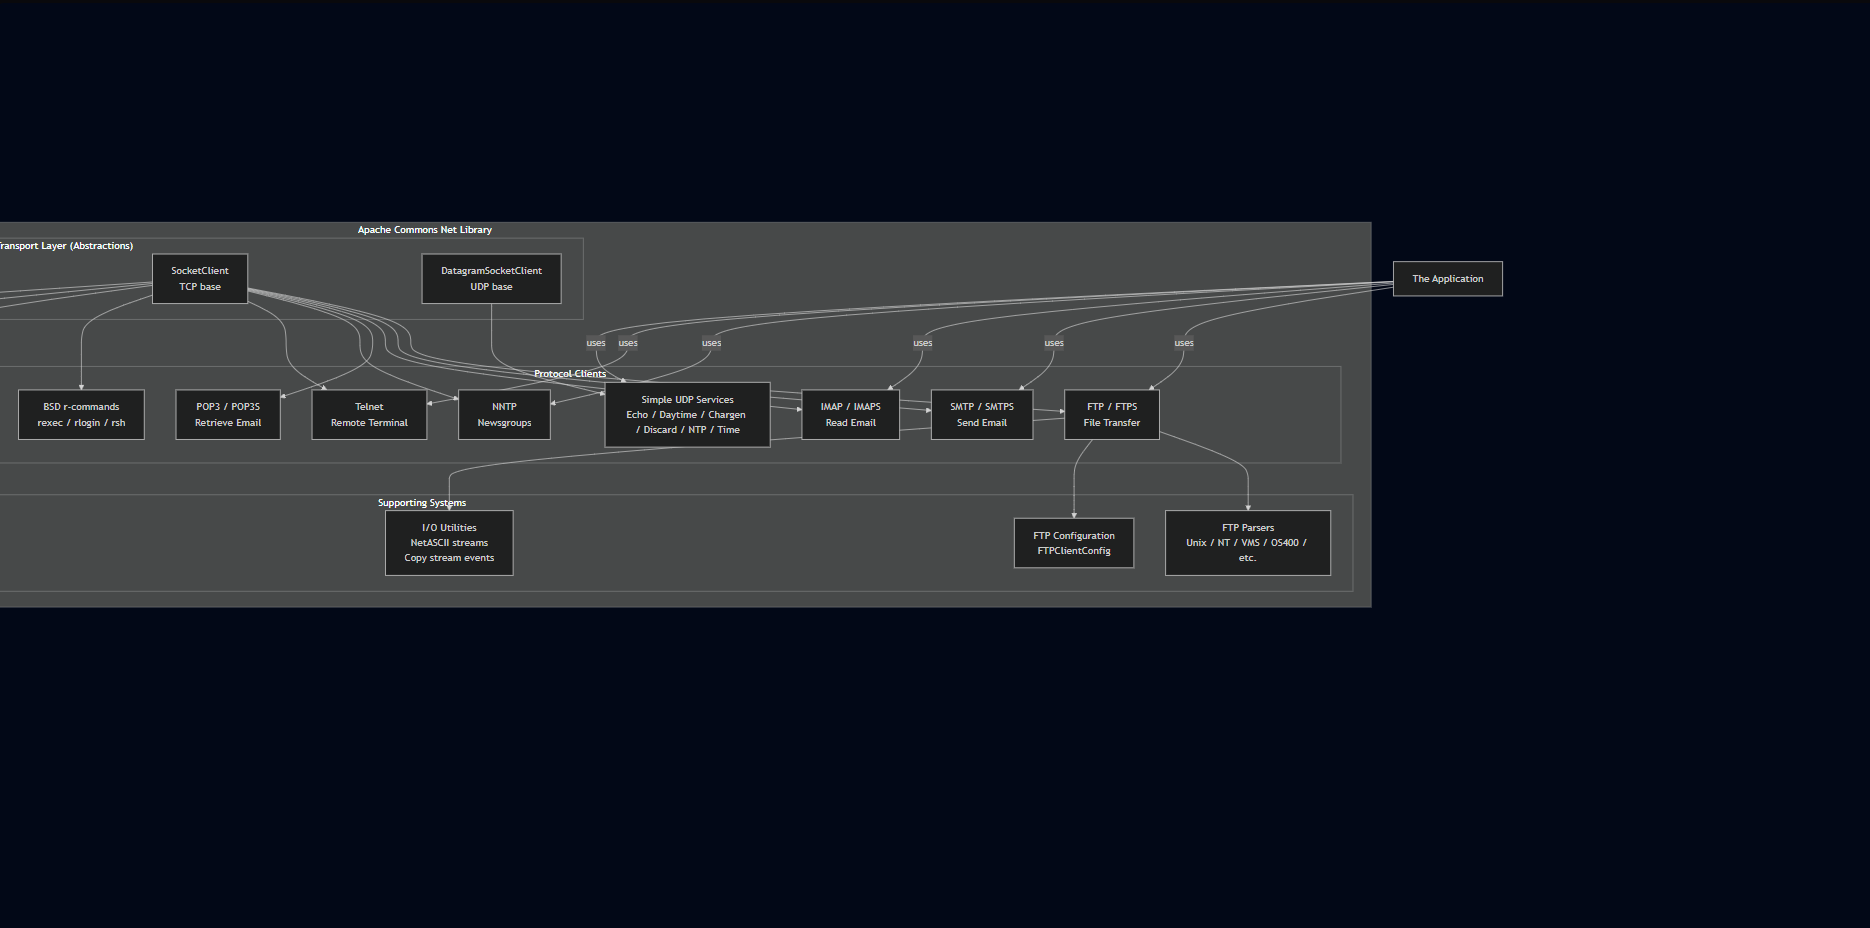 Apache Commons Net Library
Transport Layer (Abstractions)
SocketClient
TCP base
DatagramSocketClient
UDP base
The Application
uses
uses
uses
uses
uses
uses
Protocol Clients
BSD r-commands
rexec / rlogin / rsh
POP3 / POP3S
Retrieve Email
Telnet
Remote Terminal
NNTP
Newsgroups
Simple UDP Services
Echo / Daytime / Chargen
/ Discard / NTP / Time
IMAP / IMAPS
Read Email
SMTP / SMTPS
Send Email
FTP / FTPS
File Transfer
Supporting Systems
I/O Utilities
NetASCII streams
Copy stream events
FTP Configuration
FTPClientConfig
FTP Parsers
Unix / NT / VMS / OS400 /
etc.